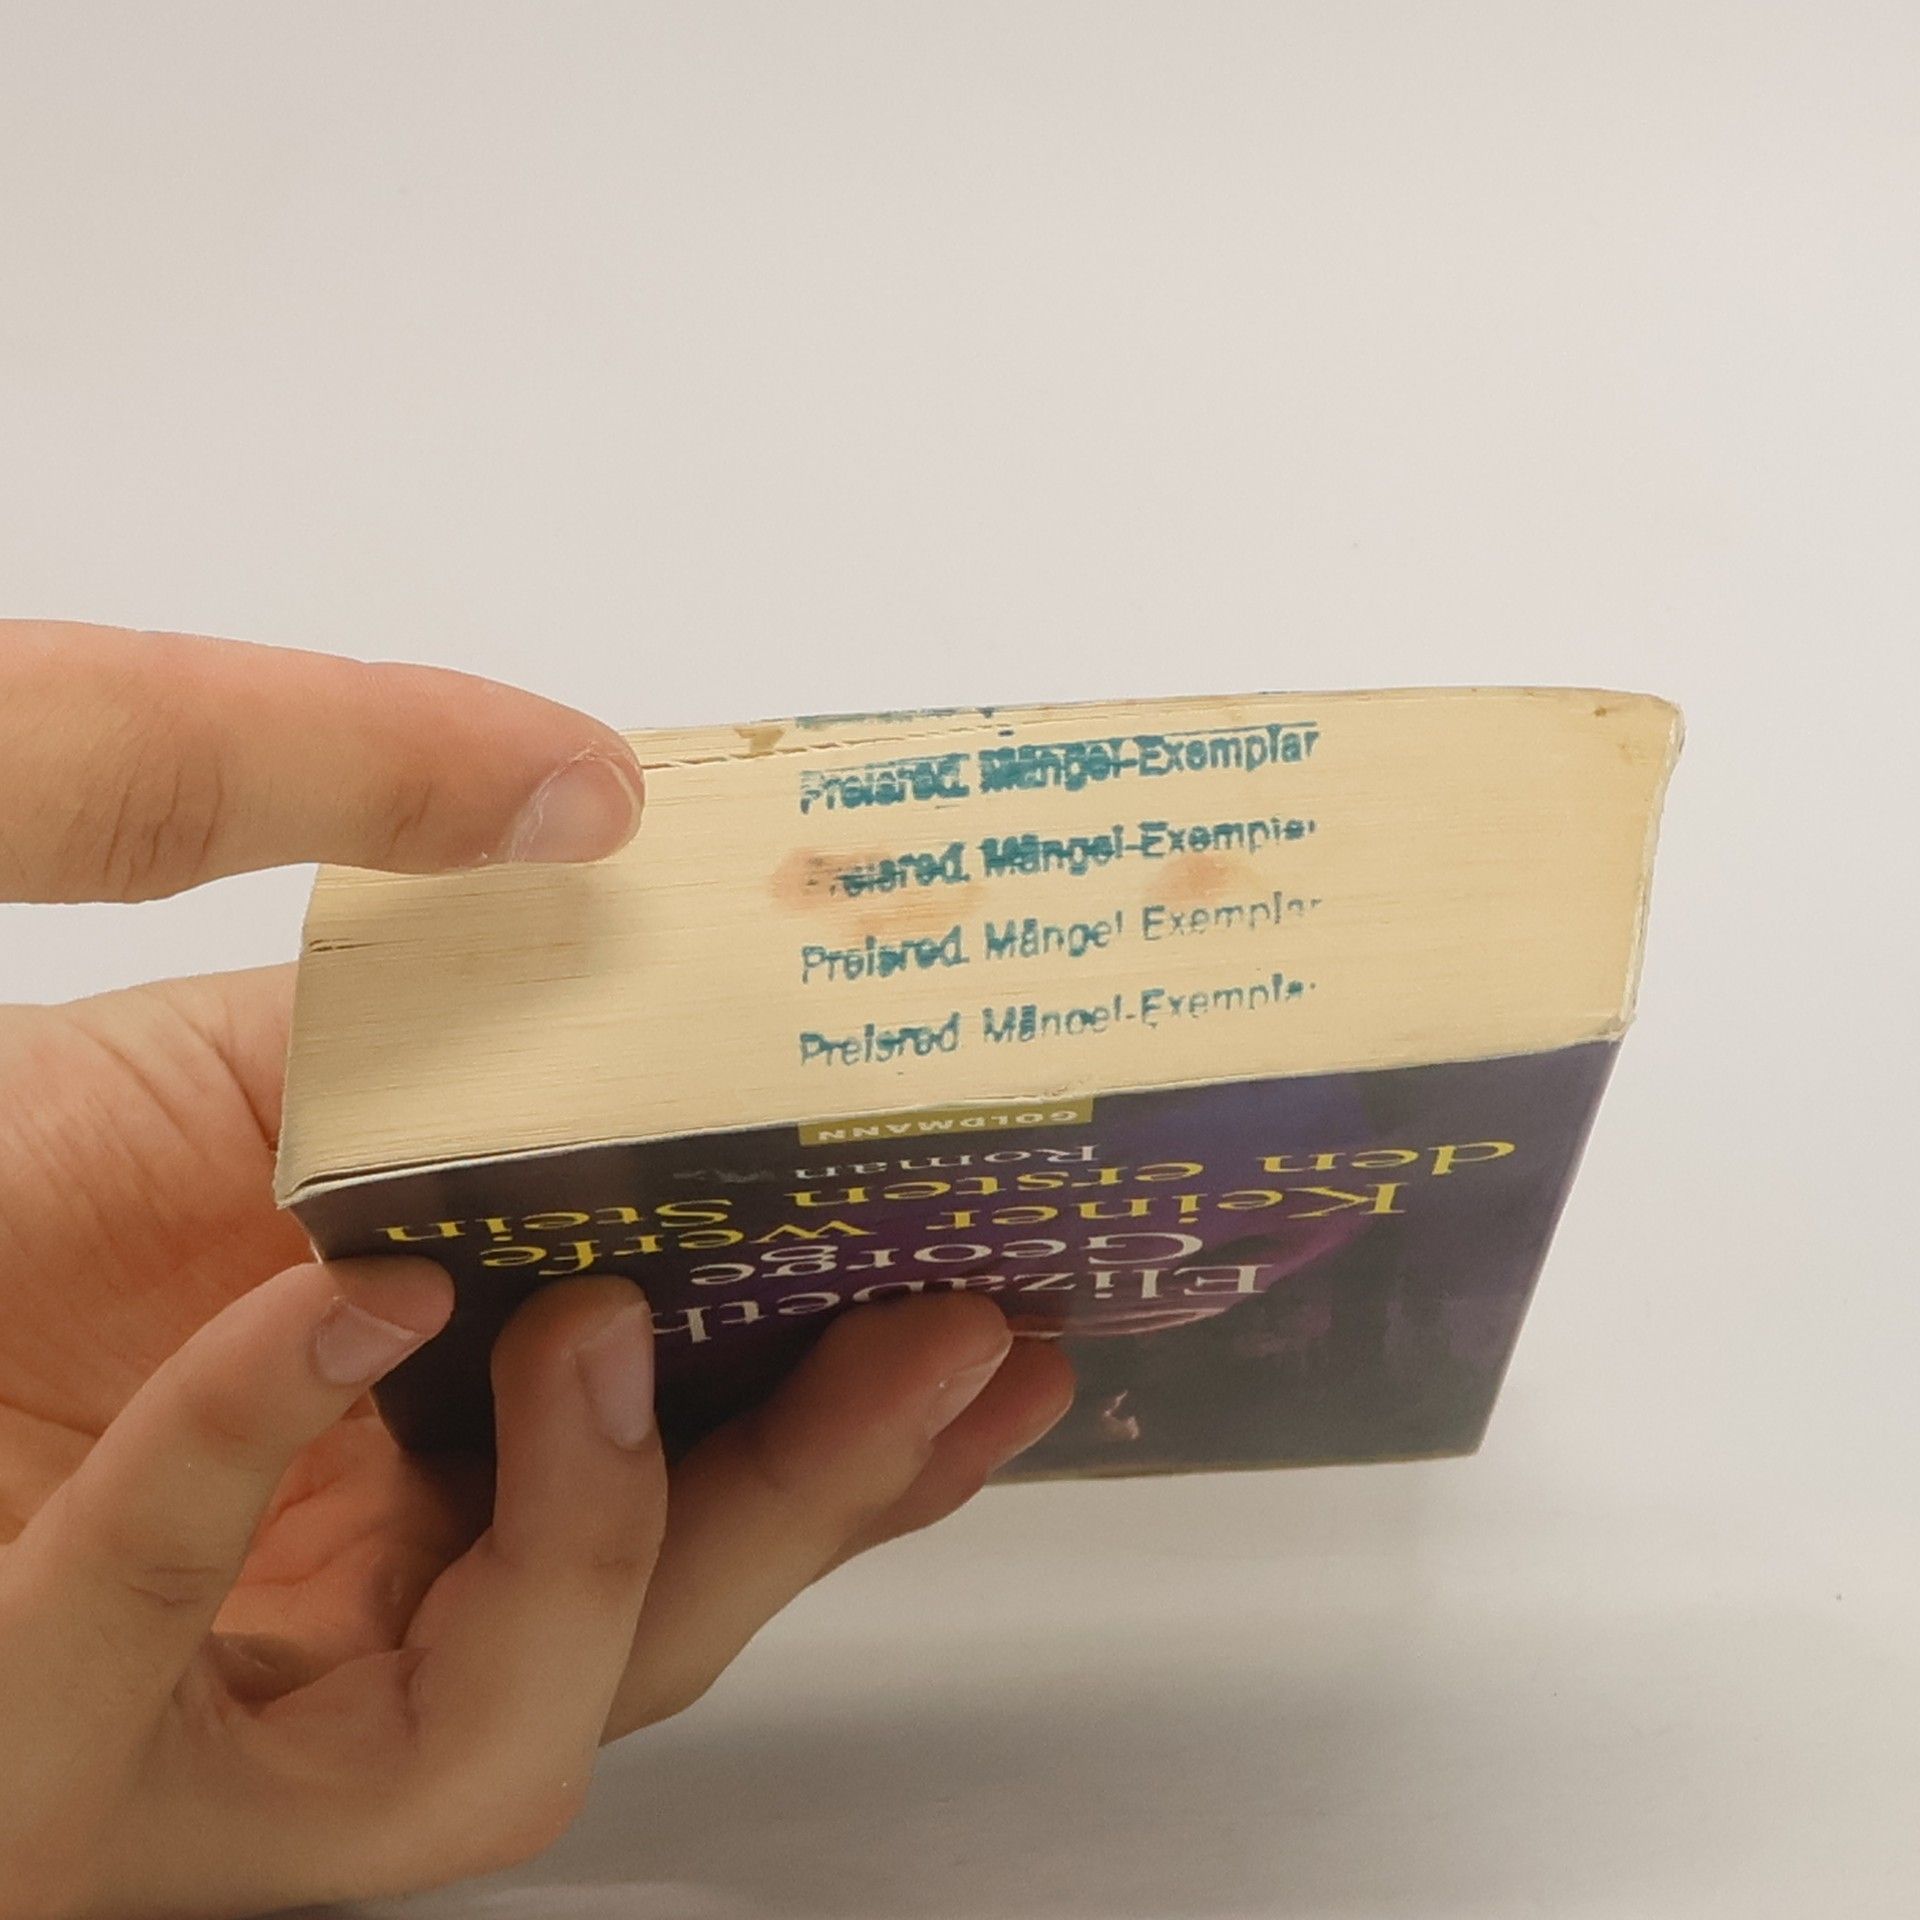 Preisred. Mängel-Exemplar
Preisred. Mängel-Exemplar
Preisred. Mängel Exemplar
Preisred. Mängel-Exemplar
Elizabeth
George
Keiner werfe
den ersten Stein
Roman
GOLDMANN